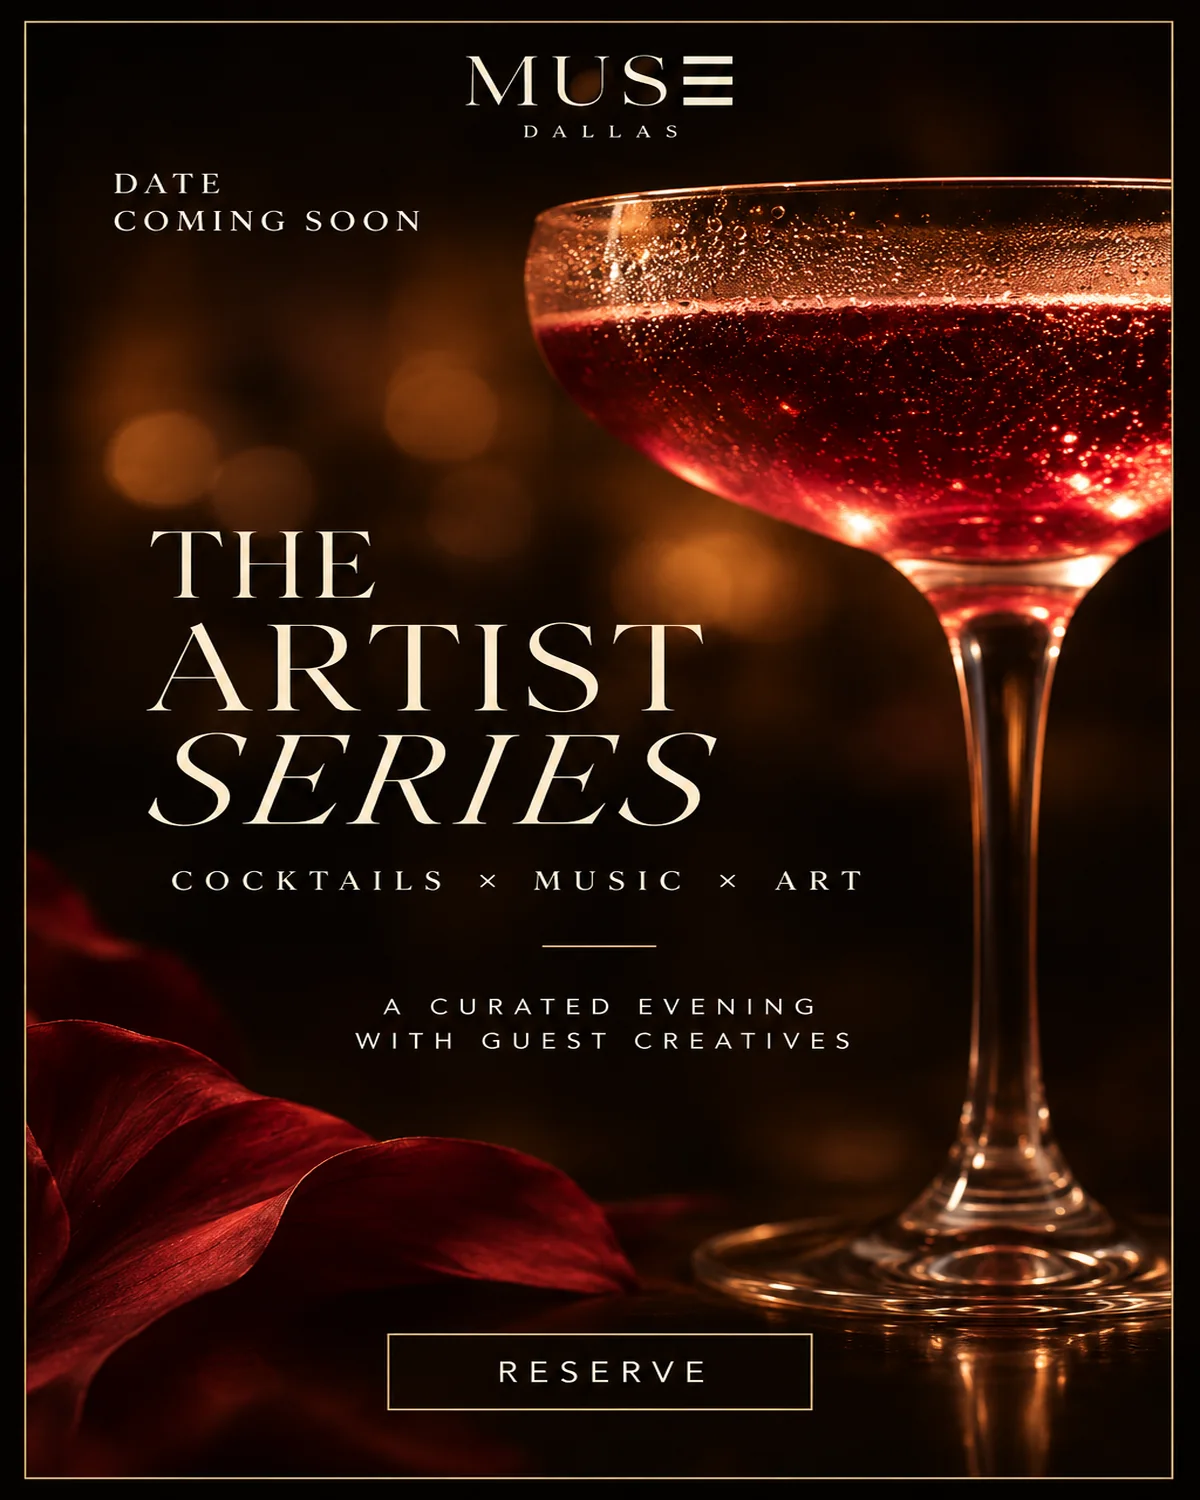 MUSE
DALLAS
DATE
COMING SOON
THE
ARTIST
SERIES
COCKTAILS × MUSIC × ART
A CURATED EVENING
WITH GUEST CREATIVES
RESERVE